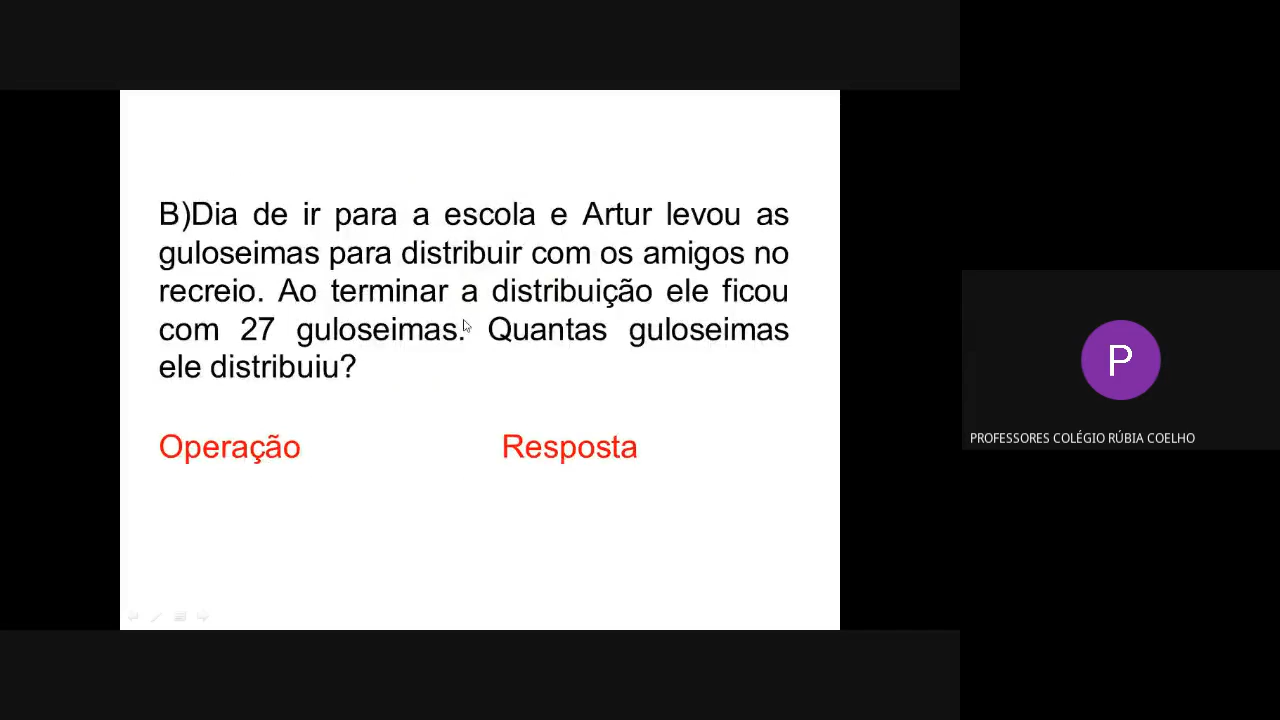 B)Dia de ir para a escola e Artur levou as
guloseimas para distribuir com os amigos no
recreio. Ao terminar a distribuição ele ficou
com 27 guloseimas. Quantas guloseimas
ele distribuiu?
Operação Resposta
P
PROFESSORES COLÉGIO RÚBIA COELHO